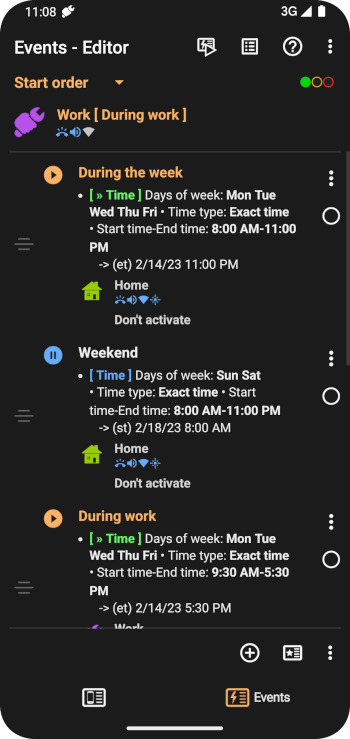 11:08
3G
Events - Editor
Start order
Work [ During work ]
During the week
• [ » Time ] Days of week: Mon Tue
Wed Thu Fri • Time type: Exact time
• Start time-End time: 8:00 AM-11:00
PM
-> (et) 2/14/23 11:00 PM
Home
Don't activate
Weekend
• [ Time ] Days of week: Sun Sat
• Time type: Exact time • Start
time-End time: 8:00 AM-11:00 PM
-> (st) 2/18/23 8:00 AM
Home
Don't activate
During work
• [ » Time ] Days of week: Mon Tue
Wed Thu Fri • Time type: Exact time
• Start time-End time: 9:30 AM-5:30
PM
-> (et) 2/14/23 5:30 PM
Work
Events